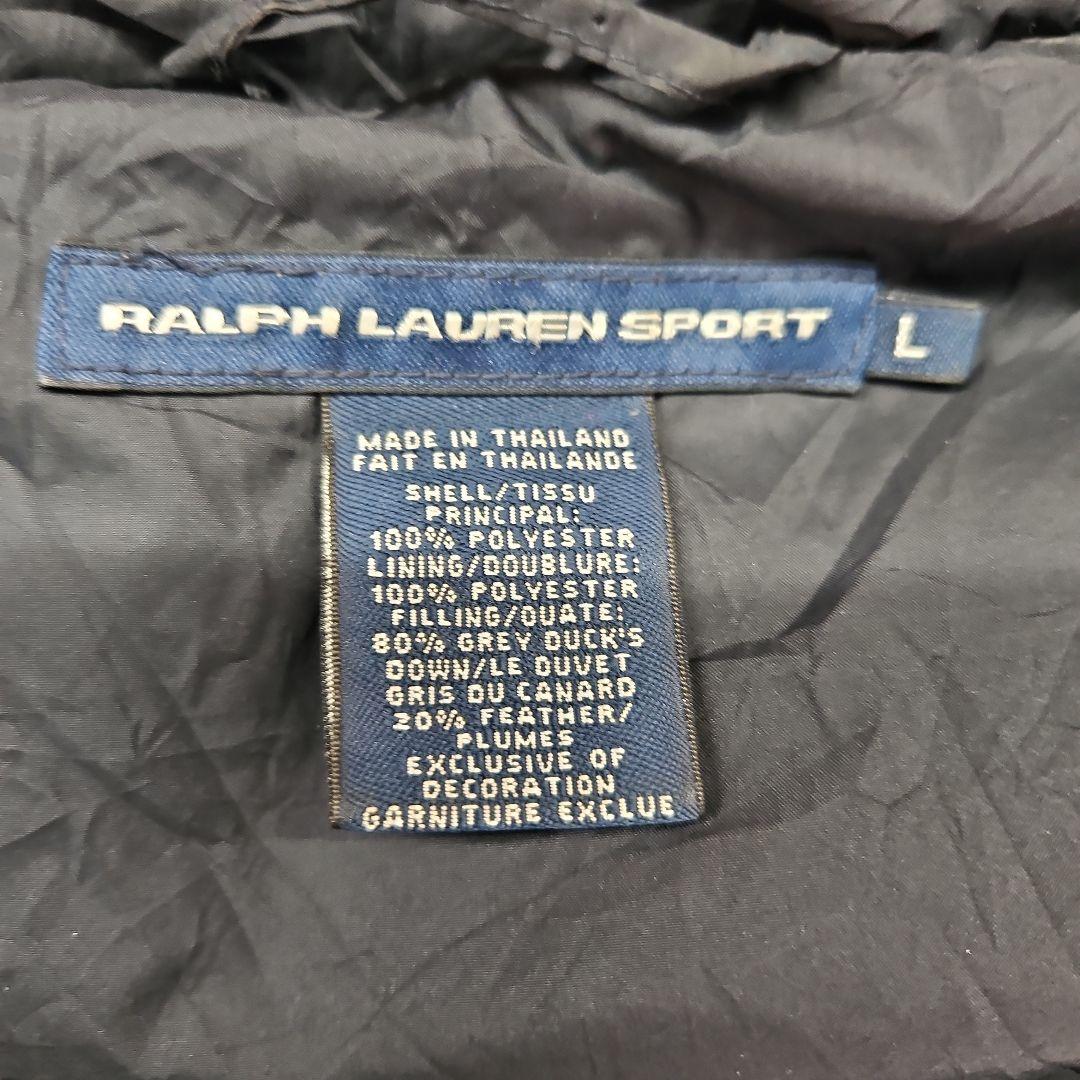 RALPH LAUREN SPORT
L
MADE IN THAILAND
FAIT EN THAILANDE
SHELL/TISSU
PRINCIPAL:
100% POLYESTER
LINING/DOUBLURE:
100% POLYESTER
FILLING/OUATE:
80% GREY DUCK'S
DOWN/LE DUVET
GRIS DU CANARD
20% FEATHER/
PLUMES
EXCLUSIVE OF
DECORATION
GARNITURE EXCLUE